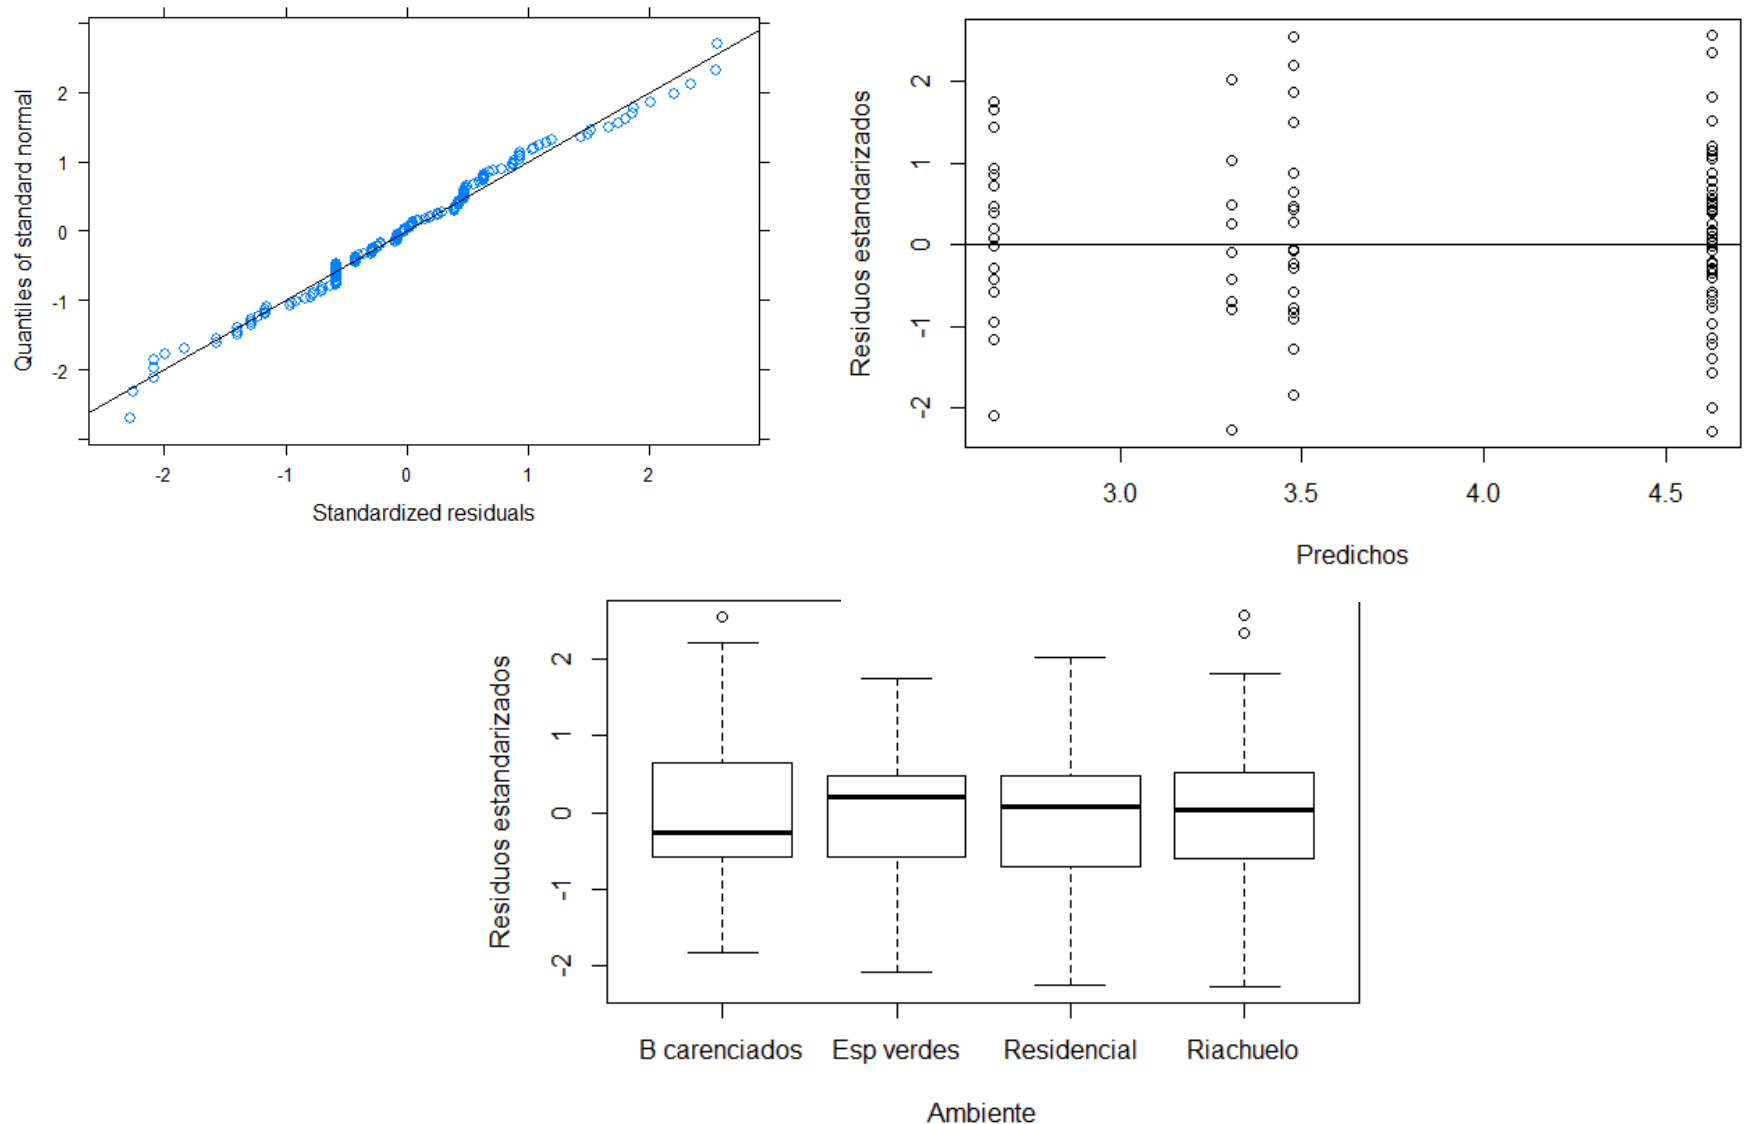 Quantiles of standard normal
2
1
0
-1
-2
-2 -1 0 1 2
Standardized residuals
Residuos estandarizados
2
1
0
-1
-2
3.0 3.5 4.0 4.5
Predichos
Residuos estandarizados
2
1
0
-1
-2
B carenciados Esp verdes Residencial Riachuelo
Ambiente